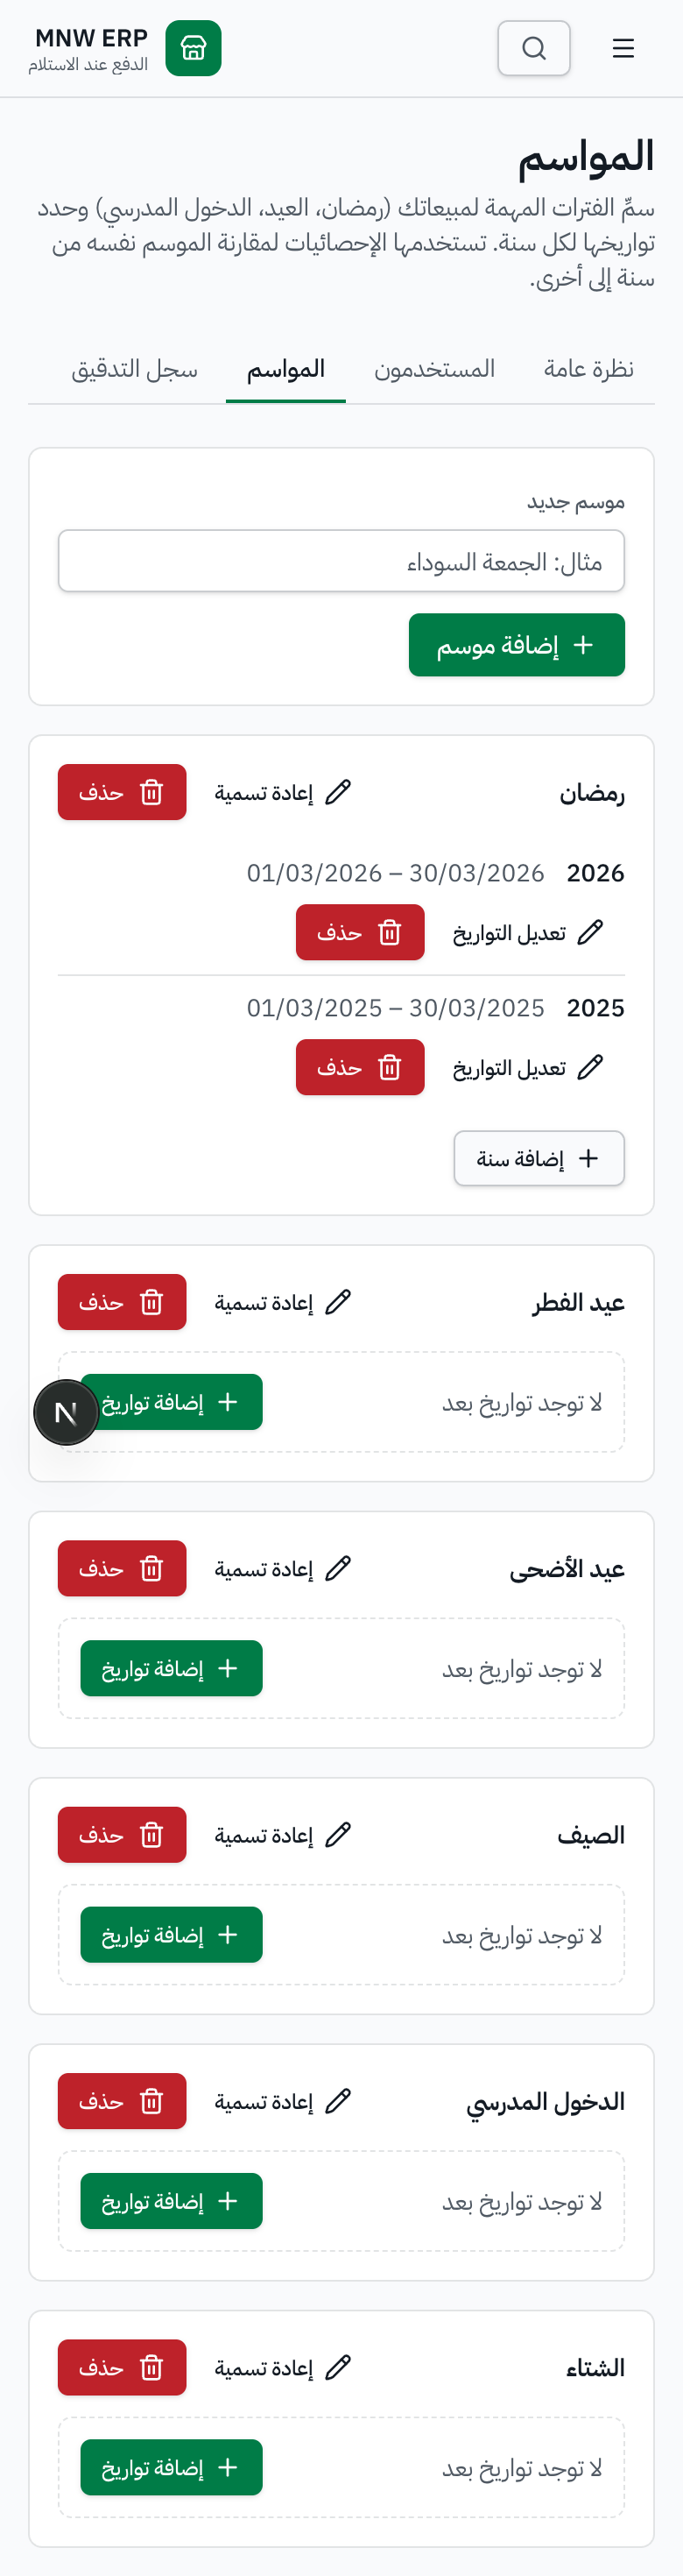 MNW ERP
الدفع عند الاستلام
المواسم
سمِّ الفترات المهمة لمبيعاتك (رمضان، العيد، الدخول المدرسي) وحدد
تواريخها لكل سنة. تستخدمها الإحصائيات لمقارنة الموسم نفسه من
سنة إلى أخرى.
نظرة عامة المستخدمون المواسم سجل التدقيق
موسم جديد
مثال: الجمعة السوداء
إضافة موسم
رمضان إعادة تسمية حذف
2026 01/03/2026 – 30/03/2026
تعديل التواريخ حذف
2025 01/03/2025 – 30/03/2025
تعديل التواريخ حذف
إضافة سنة
عيد الفطر إعادة تسمية حذف
لا توجد تواريخ بعد إضافة تواريخ
N
عيد الأضحى إعادة تسمية حذف
لا توجد تواريخ بعد إضافة تواريخ
الصيف إعادة تسمية حذف
لا توجد تواريخ بعد إضافة تواريخ
الدخول المدرسي إعادة تسمية حذف
لا توجد تواريخ بعد إضافة تواريخ
الشتاء إعادة تسمية حذف
لا توجد تواريخ بعد إضافة تواريخ